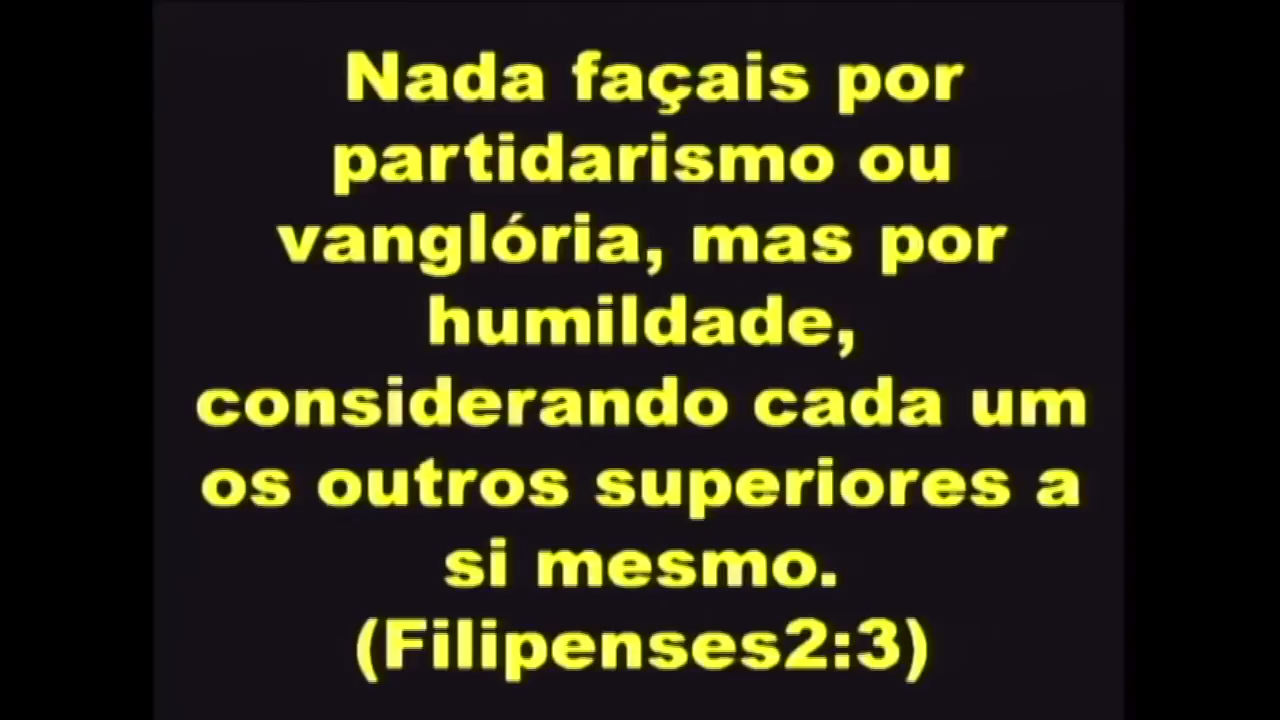 Nada façais por
partidarismo ou
vanglória, mas por
humildade,
considerando cada um
os outros superiores a
si mesmo.
(Filipenses2:3)